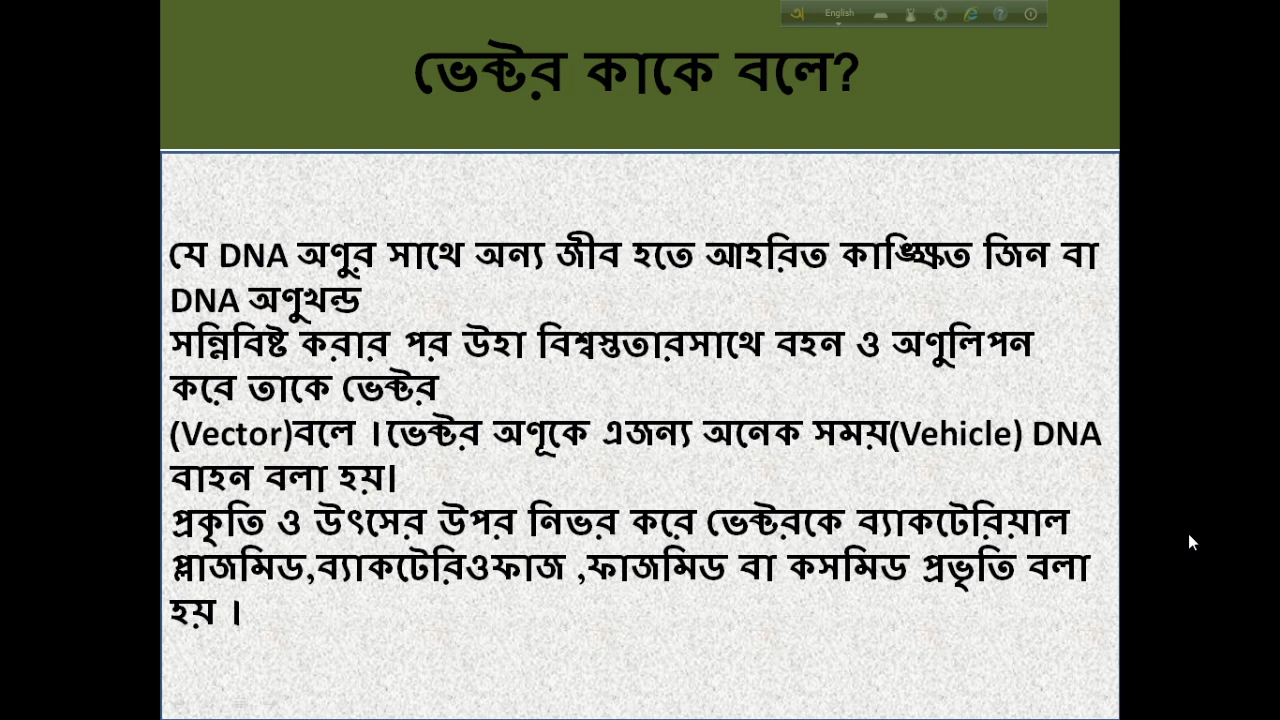 English
ভেক্টর কাকে বলে?
যে DNA অণুর সাথে অন্য জীব হতে আহরিত কাঙ্ক্ষিত জিন বা
DNA অণুখন্ড
সন্নিবিষ্ট করার পর উহা বিশ্বস্ততারসাথে বহন ও অণুলিপন
করে তাকে ভেক্টর
(Vector)বলে ।ভেক্টর অণূকে এজন্য অনেক সময়(Vehicle) DNA
বাহন বলা হয়।
প্রকৃতি ও উৎসের উপর নিভর করে ভেক্টরকে ব্যাকটেরিয়াল
প্লাজমিড,ব্যাকটেরিওফাজ ,ফাজমিড বা কসমিড প্রভৃতি বলা
হয় ।